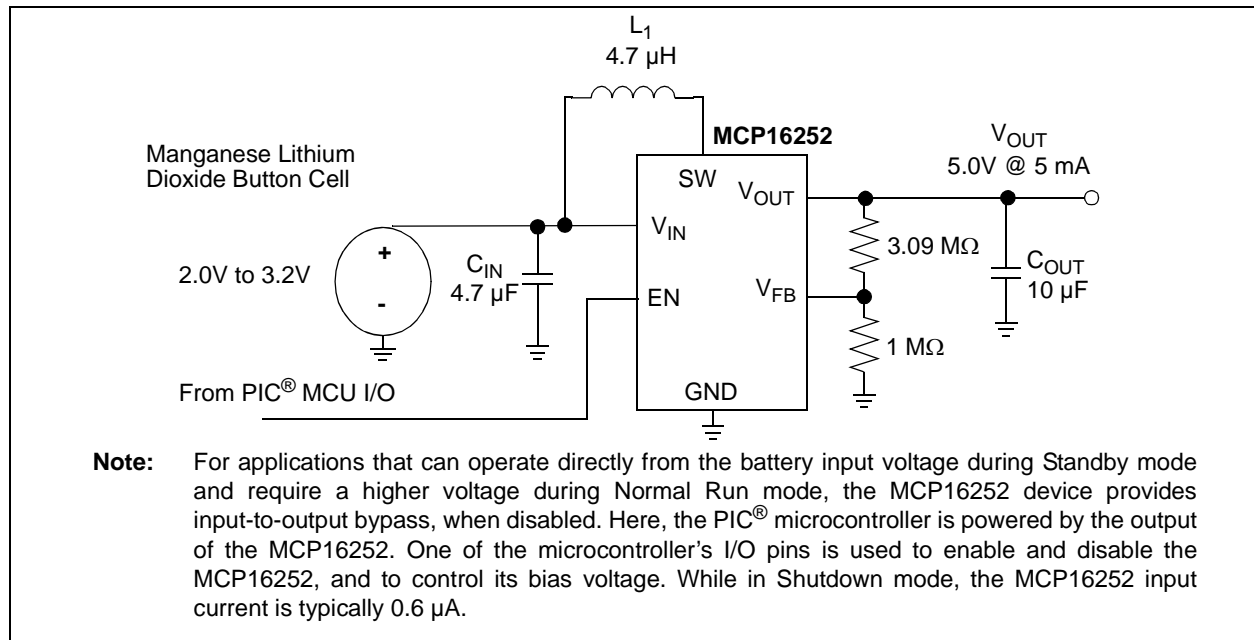 L1
4.7 µH
MCP16252
Manganese Lithium
Dioxide Button Cell
VOUT
5.0V @ 5 mA
SW
VOUT
VIN
+
3.09 MΩ
2.0V to 3.2V
CIN
4.7 µF
COUT
10 µF
-
EN
VFB
1 MΩ
From PIC® MCU I/O
GND
Note: For applications that can operate directly from the battery input voltage during Standby mode
and require a higher voltage during Normal Run mode, the MCP16252 device provides
input-to-output bypass, when disabled. Here, the PIC® microcontroller is powered by the output
of the MCP16252. One of the microcontroller's I/O pins is used to enable and disable the
MCP16252, and to control its bias voltage. While in Shutdown mode, the MCP16252 input
current is typically 0.6 µA.